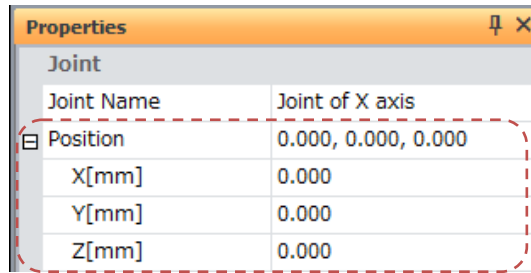 Properties
Joint
Joint Name Joint of X axis
Position 0.000, 0.000, 0.000
X[mm] 0.000
Y[mm] 0.000
Z[mm] 0.000